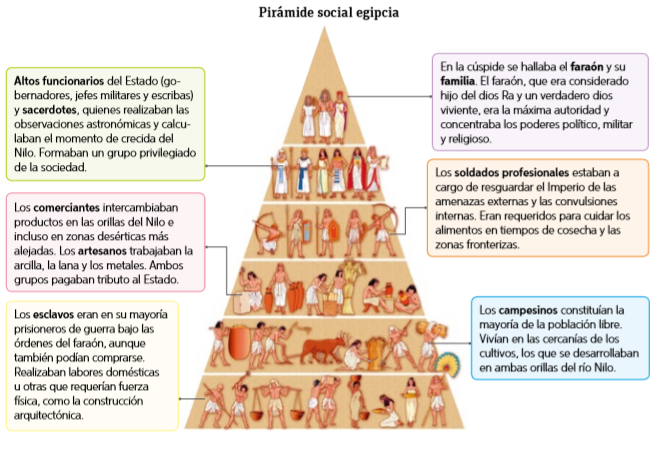 Pirámide social egipcia
Altos funcionarios del Estado (go-
bernadores, jefes militares y escribas)
y sacerdotes, quienes realizaban las
observaciones astronómicas y calcu-
laban el momento de crecida del
Nilo. Formaban un grupo privilegiado
de la sociedad.
En la cúspide se hallaba el faraón y su
familia. El faraón, que era considerado
hijo del dios Ra y un verdadero dios
viviente, era la máxima autoridad y
concentraba los poderes político, militar
y religioso.
Los soldados profesionales estaban a
cargo de resguardar el Imperio de las
amenazas externas y las convulsiones
internas. Eran requeridos para cuidar los
alimentos en tiempos de cosecha y las
zonas fronterizas.
Los comerciantes intercambiaban
productos en las orillas del Nilo e
incluso en zonas desérticas más
alejadas. Los artesanos trabajaban la
arcilla, la lana y los metales. Ambos
grupos pagaban tributo al Estado.
Los campesinos constituían la
mayoría de la población libre.
Vivían en las cercanías de los
cultivos, los que se desarrollaban
en ambas orillas del río Nilo.
Los esclavos eran en su mayoría
prisioneros de guerra bajo las
órdenes del faraón, aunque
también podían comprarse.
Realizaban labores domésticas
u otras que requerían fuerza
física, como la construcción
arquitectónica.